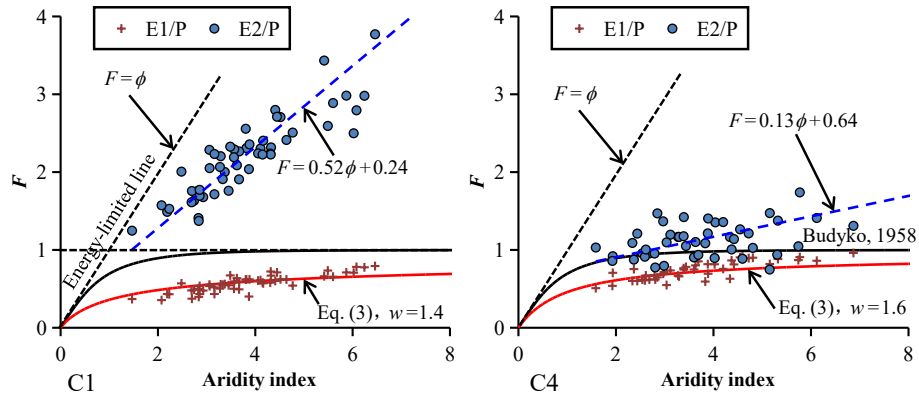 E1/P E2/P
4
3
2
1
0
F
F = ϕ
Energy-limited line
F = 0.52ϕ + 0.24
Eq. (3), w = 1.4
0 2 4 6 8
C1 Aridity index
E1/P E2/P
4
3
2
1
0
F
F = ϕ
F = 0.13ϕ + 0.64
Budyko, 1958
Eq. (3), w = 1.6
0 2 4 6 8
C4 Aridity index